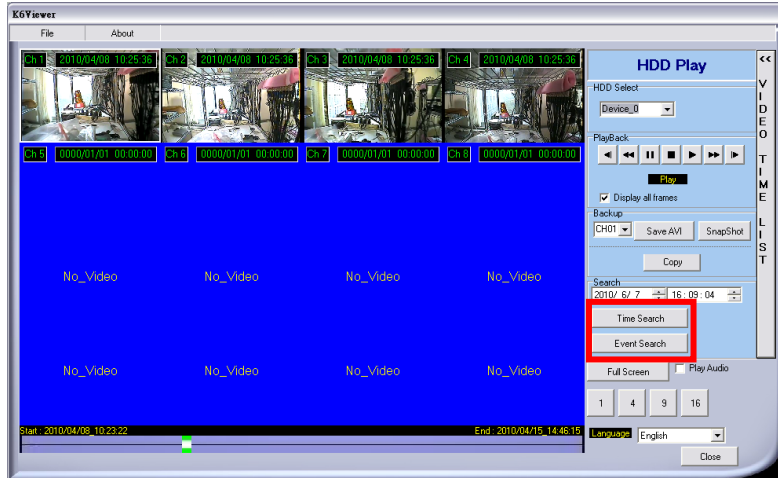 K6Viewer
File About
Ch 1 2010/04/08 10:25:36 Ch 2 2010/04/08 10:25:36 Ch 3 2010/04/08 10:25:36 Ch 4 2010/04/08 10:25:36
Ch 5 0000/01/01 00:00:00 Ch 6 0000/01/01 00:00:00 Ch 7 0000/01/01 00:00:00 Ch 8 0000/01/01 00:00:00
No_Video No_Video No_Video No_Video
No_Video No_Video No_Video No_Video
Start : 2010/04/08_10:23:22 End : 2010/04/15_14:46:15
HDD Play
HDD Select
Device_0
PlayBack
Play
Display all frames
Backup
CH01 Save AVI SnapShot
Copy
Search
2010/ 6/ 7 16 : 09 : 04
Time Search
Event Search
Full Screen Play Audio
1 4 9 16
Language English
Close
<< VIDEO TIME LIST